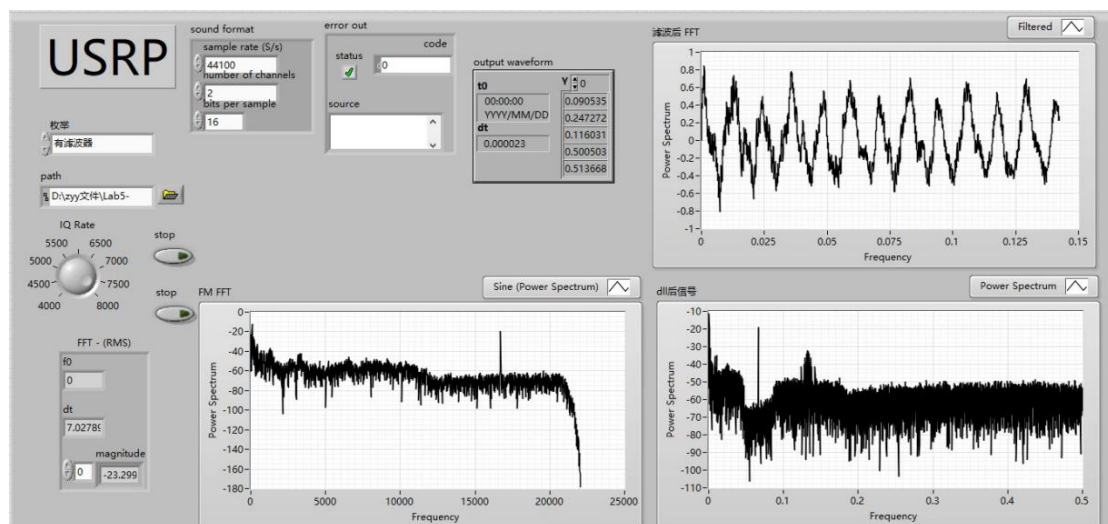 USRP
sound format
sample rate (S/s)
44100
number of channels
2
bits per sample
16
枚举
有滤波器
path
D:\zyy文件\Lab5-
IQ Rate
5500 6500
5000 7000
4500 7500
4000 8000
stop
stop
error out
status
code
0
source
output waveform
t0
00:00:00
YYYY/MM/DD
dt
0.000023
Y
0
0.090535
0.247272
0.116031
0.500503
0.513668
滤波后 FFT
Filtered
Power Spectrum
1
0.8
0.6
0.4
0.2
0
-0.2
-0.4
-0.6
-0.8
-1
0 0.025 0.05 0.075 0.1 0.125 0.15
Frequency
FFT - (RMS)
f0
0
dt
7.02789
magnitude
0
-23.299
FM FFT
Sine (Power Spectrum)
Power Spectrum
0
-20
-40
-60
-80
-100
-120
-140
-160
-180
0 5000 10000 15000 20000 25000
Frequency
dll后信号
Power Spectrum
Power Spectrum
-10
-20
-30
-40
-50
-60
-70
-80
-90
-100
-110
0 0.1 0.2 0.3 0.4 0.5
Frequency